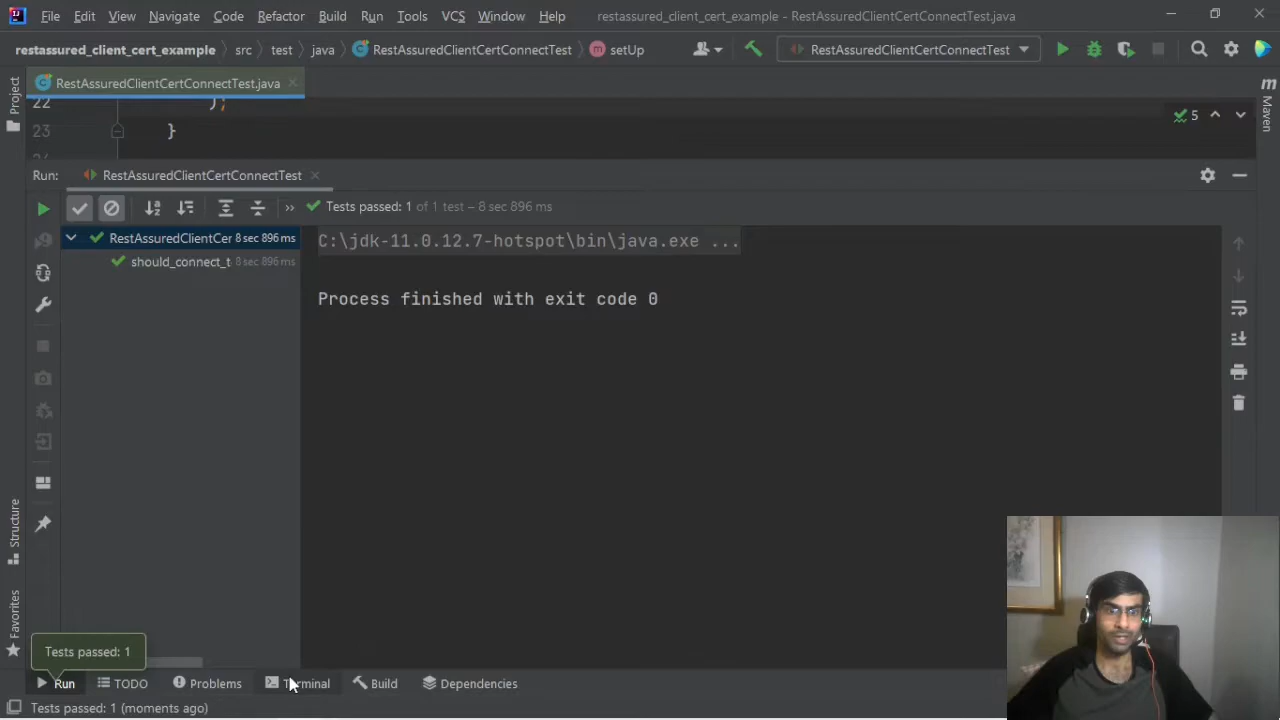 File Edit View Navigate Code Refactor Build Run Tools VCS Window Help restassured_client_cert_example - RestAssuredClientCertConnectTest.java
restassured_client_cert_example src test java RestAssuredClientCertConnectTest m setUp RestAssuredClientCertConnectTest
Project
RestAssuredClientCertConnectTest.java
m Maven
22 );
23 }
5
Run: RestAssuredClientCertConnectTest
Tests passed: 1 of 1 test – 8 sec 896 ms
RestAssuredClientCer 8 sec 896 ms
should_connect_t 8 sec 896 ms
C:\jdk-11.0.12.7-hotspot\bin\java.exe ...
Process finished with exit code 0
Structure
Favorites
Tests passed: 1
Run TODO Problems Terminal Build Dependencies
Tests passed: 1 (moments ago)